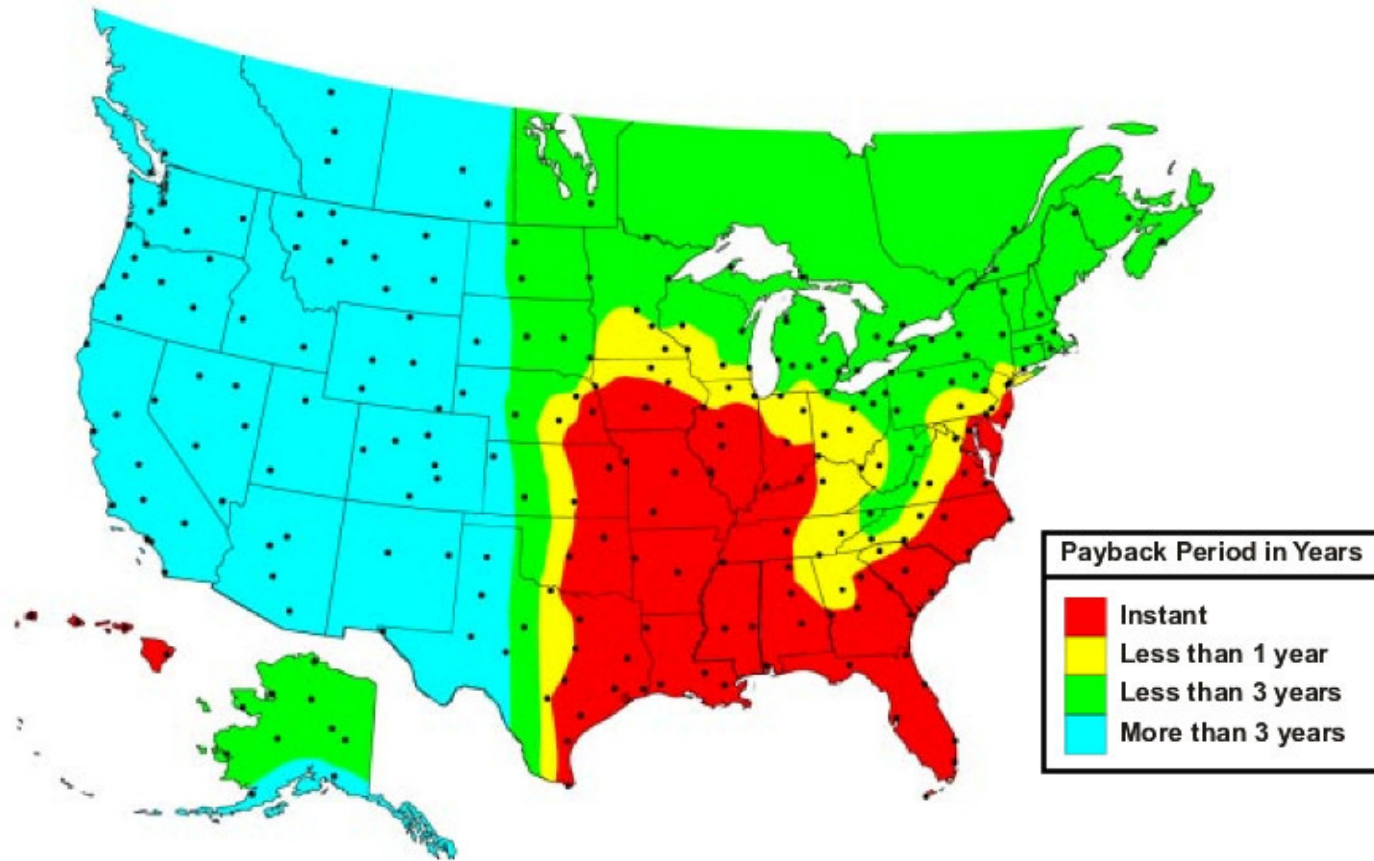 Payback Period in Years
Instant
Less than 1 year
Less than 3 years
More than 3 years